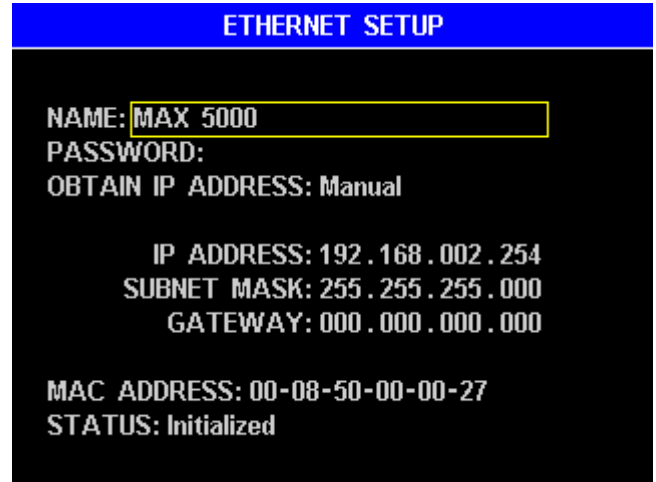 ETHERNET SETUP
NAME: MAX 5000
PASSWORD:
OBTAIN IP ADDRESS: Manual
IP ADDRESS: 192.168.002.254
SUBNET MASK: 255.255.255.000
GATEWAY: 000.000.000.000
MAC ADDRESS: 00-08-50-00-00-27
STATUS: Initialized